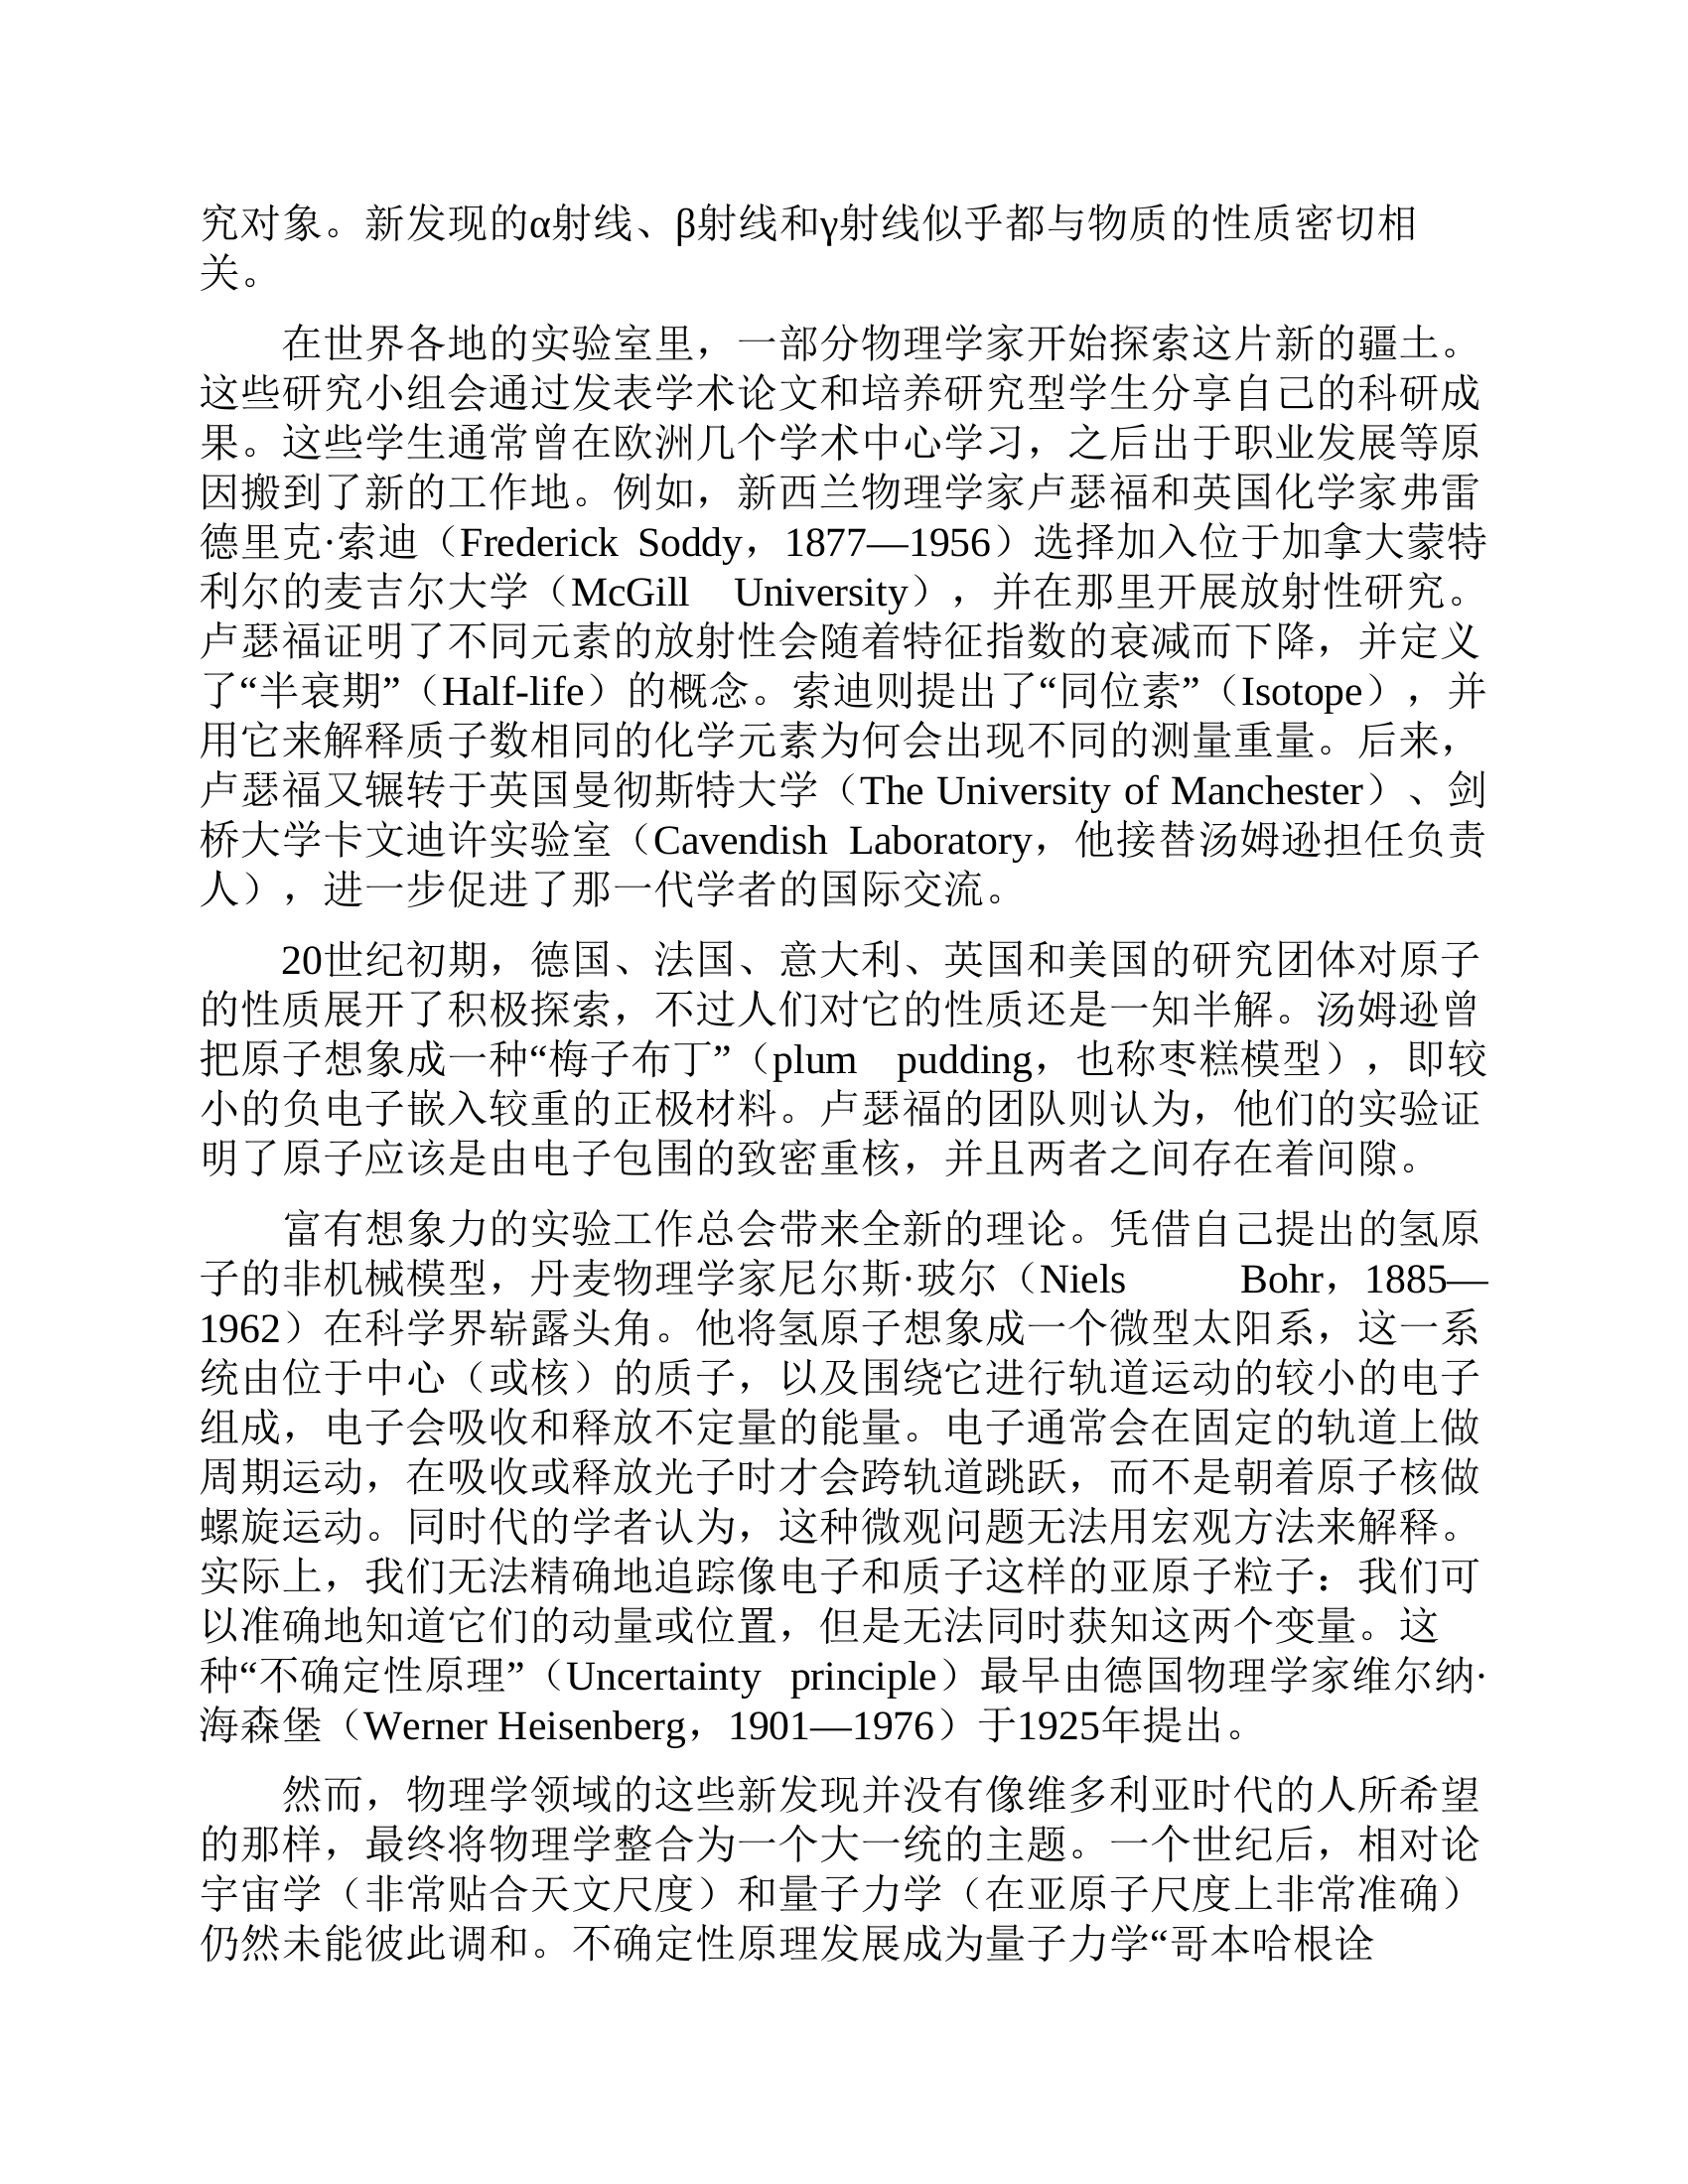 究对象。新发现的α射线、β射线和γ射线似乎都与物质的性质密切相
关。
在世界各地的实验室里，一部分物理学家开始探索这片新的疆土。
这些研究小组会通过发表学术论文和培养研究型学生分享自己的科研成
果。这些学生通常曾在欧洲几个学术中心学习，之后出于职业发展等原
因搬到了新的工作地。例如，新西兰物理学家卢瑟福和英国化学家弗雷
德里克·索迪（Frederick Soddy，1877—1956）选择加入位于加拿大蒙特
利尔的麦吉尔大学（McGill University），并在那里开展放射性研究。
卢瑟福证明了不同元素的放射性会随着特征指数的衰减而下降，并定义
了“半衰期”（Half-life）的概念。索迪则提出了“同位素”（Isotope），并
用它来解释质子数相同的化学元素为何会出现不同的测量重量。后来，
卢瑟福又辗转于英国曼彻斯特大学（The University of Manchester）、剑
桥大学卡文迪许实验室（Cavendish Laboratory，他接替汤姆逊担任负责
人），进一步促进了那一代学者的国际交流。
20世纪初期，德国、法国、意大利、英国和美国的研究团体对原子
的性质展开了积极探索，不过人们对它的性质还是一知半解。汤姆逊曾
把原子想象成一种“梅子布丁”（plum pudding，也称枣糕模型），即较
小的负电子嵌入较重的正极材料。卢瑟福的团队则认为，他们的实验证
明了原子应该是由电子包围的致密重核，并且两者之间存在着间隙。
富有想象力的实验工作总会带来全新的理论。凭借自己提出的氢原
子的非机械模型，丹麦物理学家尼尔斯·玻尔（Niels Bohr，1885—
1962）在科学界崭露头角。他将氢原子想象成一个微型太阳系，这一系
统由位于中心（或核）的质子，以及围绕它进行轨道运动的较小的电子
组成，电子会吸收和释放不定量的能量。电子通常会在固定的轨道上做
周期运动，在吸收或释放光子时才会跨轨道跳跃，而不是朝着原子核做
螺旋运动。同时代的学者认为，这种微观问题无法用宏观方法来解释。
实际上，我们无法精确地追踪像电子和质子这样的亚原子粒子：我们可
以准确地知道它们的动量或位置，但是无法同时获知这两个变量。这
种“不确定性原理”（Uncertainty principle）最早由德国物理学家维尔纳·
海森堡（Werner Heisenberg，1901—1976）于1925年提出。
然而，物理学领域的这些新发现并没有像维多利亚时代的人所希望
的那样，最终将物理学整合为一个大一统的主题。一个世纪后，相对论
宇宙学（非常贴合天文尺度）和量子力学（在亚原子尺度上非常准确）
仍然未能彼此调和。不确定性原理发展成为量子力学“哥本哈根诠